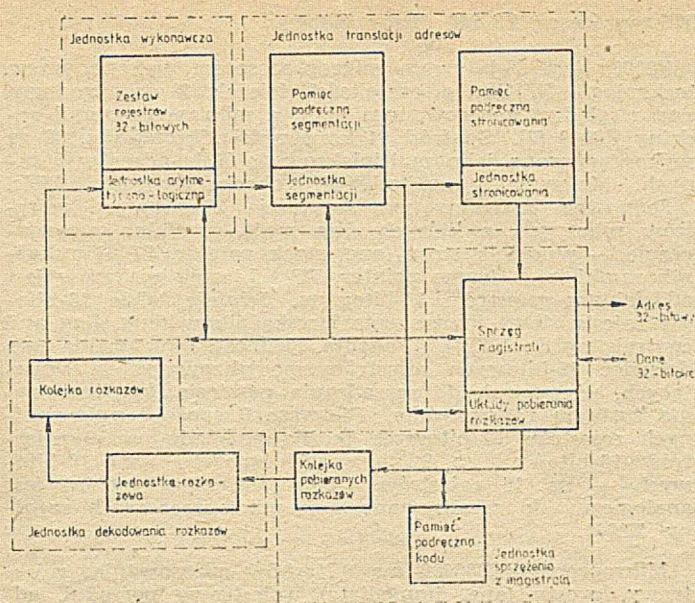 Jednostka wykonawcza
Jednostka translacji adresów
Zestaw
rejestrów
32-bitowych
Pamięć
podręczna
segmentacji
Pamięć
podręczna
stronicowania
Jednostka arytme-
tyczno-logiczna
Jednostka
segmentacji
Jednostka
stronicowania
Sprzęg
magistrali
Adres
32-bitowy
Dane
32-bitowe
Kolejka rozkazów
Układy pobierania
rozkazów
Jednostka-rozka-
zowa
Kolejka
pobieranych
rozkazów
Jednostka dekodowania rozkazów
Pamięć
podręczna
kodu
Jednostka
sprzężenia
z magistralą